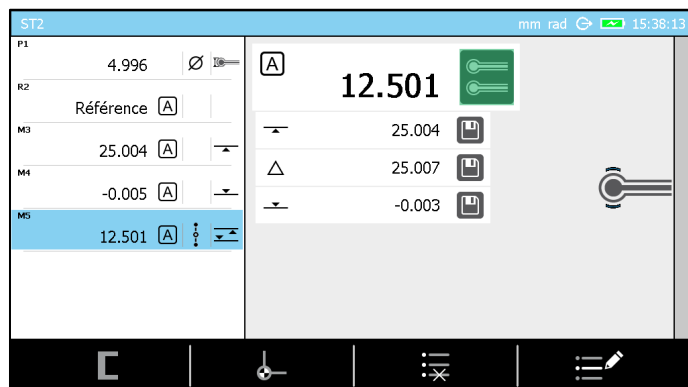 ST2 mm rad 15:38:13
P1
4.996 Ø
R2
Référence A
M3
25.004 A
M4
-0.005 A
M5
12.501 A
A
12.501
25.004
25.007
-0.003